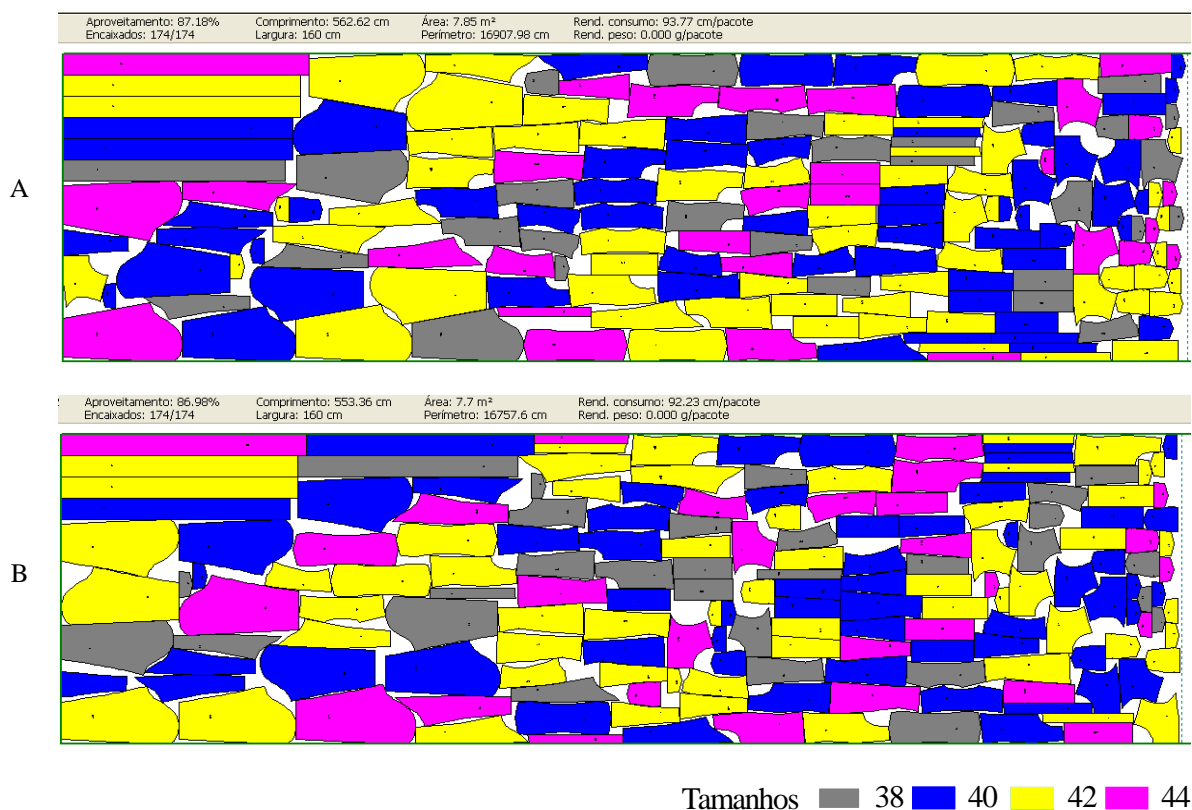 Aproveitamento: 87.18% Comprimento: 562.62 cm Área: 7.85 m² Rend. consumo: 93.77 cm/pacote
Encaixados: 174/174 Largura: 160 cm Perímetro: 16907.98 cm Rend. peso: 0.000 g/pacote
A
Aproveitamento: 86.98% Comprimento: 553.36 cm Área: 7.7 m² Rend. consumo: 92.23 cm/pacote
Encaixados: 174/174 Largura: 160 cm Perímetro: 16757.6 cm Rend. peso: 0.000 g/pacote
B
Tamanhos 38 40 42 44